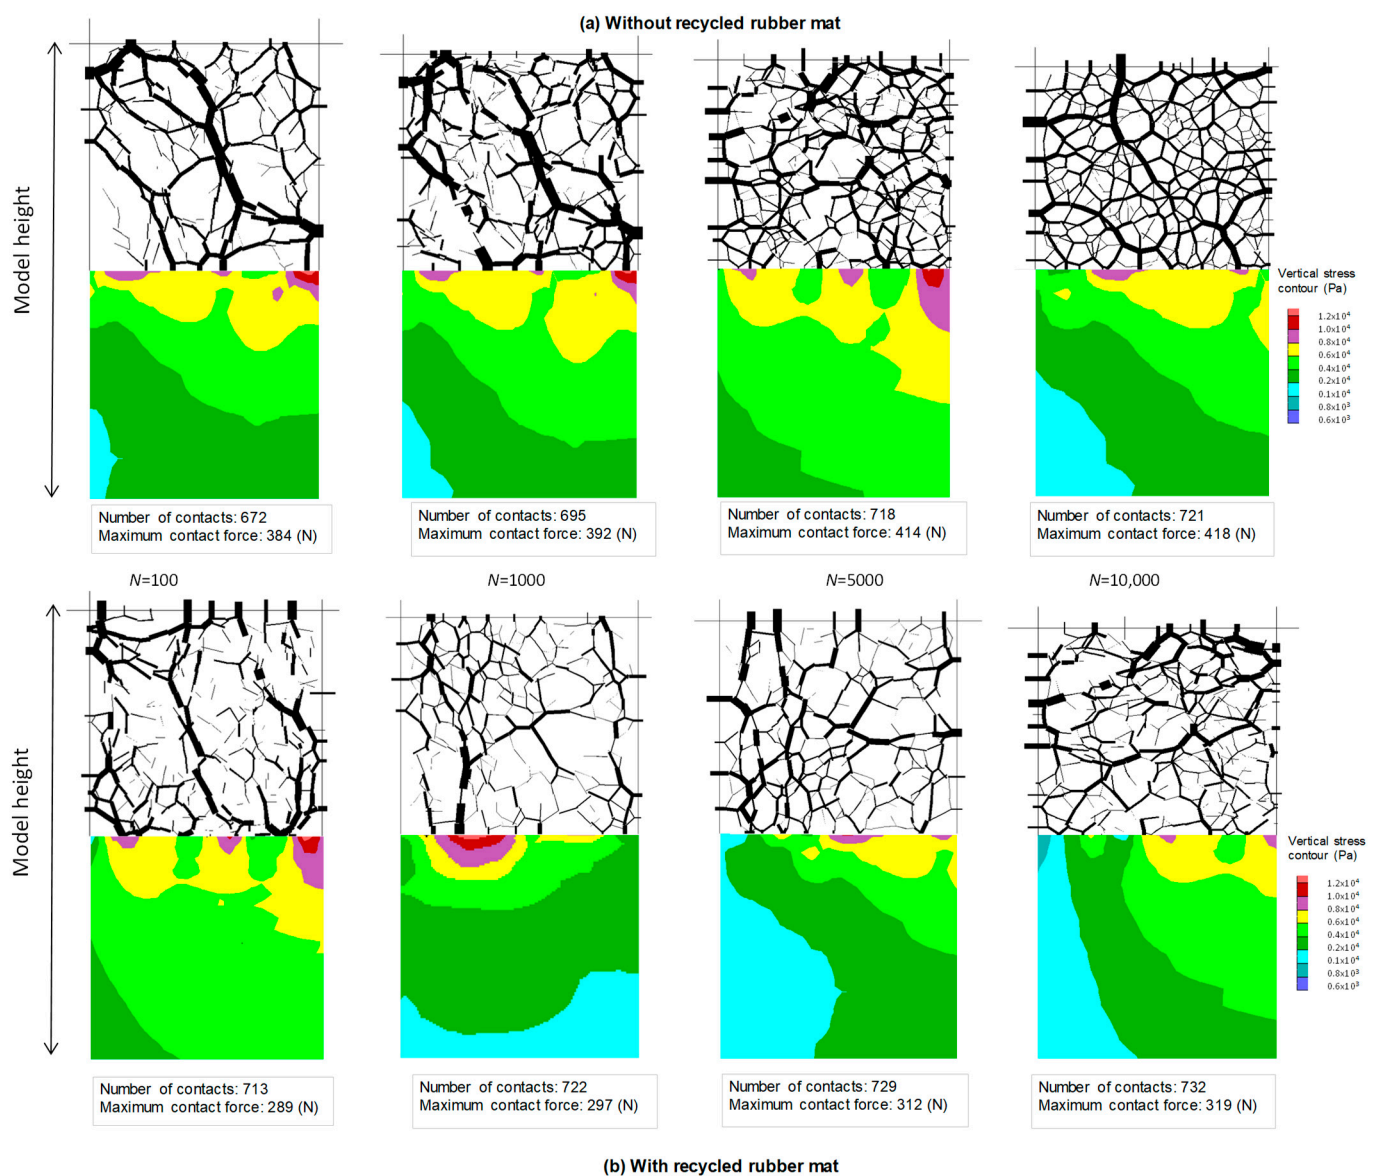 (a) Without recycled rubber mat
Model height
Vertical stress
contour (Pa)
1.2x10⁴
1.0x10⁴
0.8x10⁴
0.6x10⁴
0.4x10⁴
0.2x10⁴
0.1x10⁴
0.8x10³
0.6x10³
Number of contacts: 672
Maximum contact force: 384 (N)
Number of contacts: 695
Maximum contact force: 392 (N)
Number of contacts: 718
Maximum contact force: 414 (N)
Number of contacts: 721
Maximum contact force: 418 (N)
N=100
N=1000
N=5000
N=10,000
Model height
Vertical stress
contour (Pa)
1.2x10⁴
1.0x10⁴
0.8x10⁴
0.6x10⁴
0.4x10⁴
0.2x10⁴
0.1x10⁴
0.8x10³
0.6x10³
Number of contacts: 713
Maximum contact force: 289 (N)
Number of contacts: 722
Maximum contact force: 297 (N)
Number of contacts: 729
Maximum contact force: 312 (N)
Number of contacts: 732
Maximum contact force: 319 (N)
(b) With recycled rubber mat